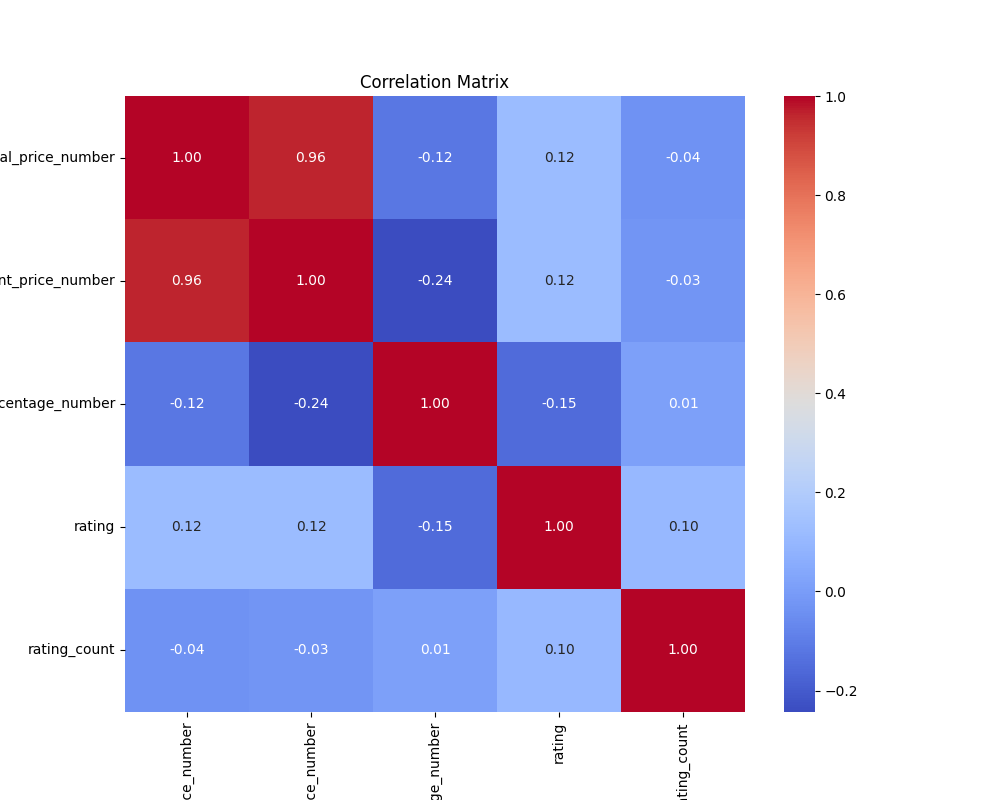 Correlation Matrix
al_price_number 1.00 0.96 -0.12 0.12 -0.04
nt_price_number 0.96 1.00 -0.24 0.12 -0.03
centage_number -0.12 -0.24 1.00 -0.15 0.01
rating 0.12 0.12 -0.15 1.00 0.10
rating_count -0.04 -0.03 0.01 0.10 1.00
ce_number
ce_number
ge_number
rating
ting_count
1.0
0.8
0.6
0.4
0.2
0.0
−0.2